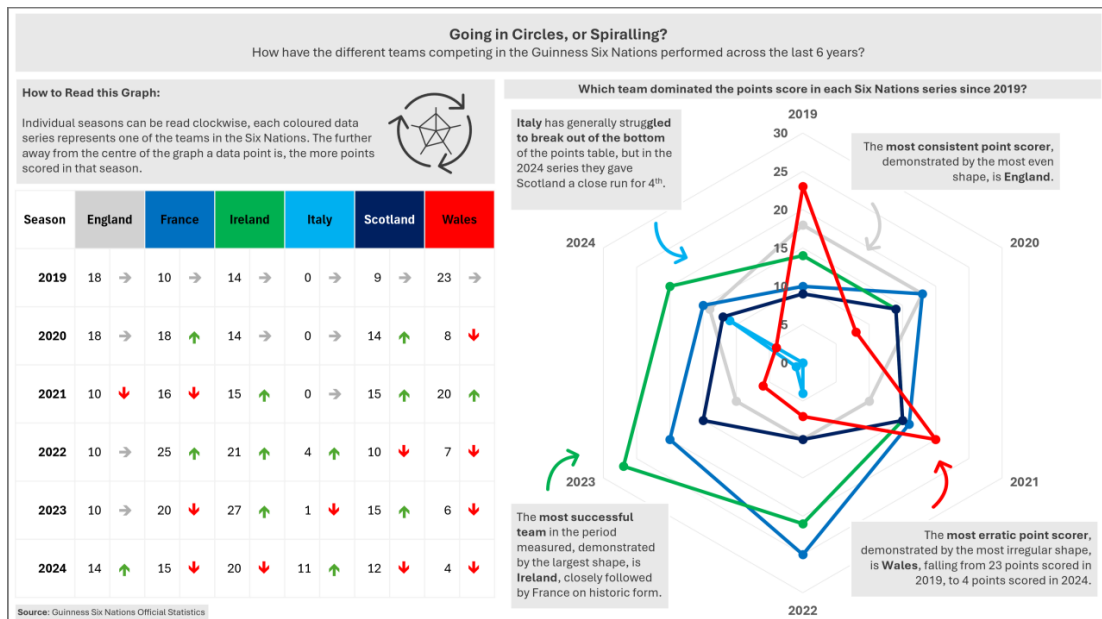 Going in Circles, or Spiralling?
How have the different teams competing in the Guinness Six Nations performed across the last 6 years?
How to Read this Graph:
Individual seasons can be read clockwise, each coloured data
series represents one of the teams in the Six Nations. The further
away from the centre of the graph a data point is, the more points
scored in that season.
Season England France Ireland Italy Scotland Wales
2019 18 → 10 → 14 → 0 → 9 → 23 →
2020 18 → 18 ↑ 14 → 0 → 14 ↑ 8 ↓
2021 10 ↓ 16 ↓ 15 ↑ 0 → 15 ↑ 20 ↑
2022 10 → 25 ↑ 21 ↑ 4 ↑ 10 ↓ 7 ↓
2023 10 → 20 ↓ 27 ↑ 1 ↓ 15 ↑ 6 ↓
2024 14 ↑ 15 ↓ 20 ↓ 11 ↑ 12 ↓ 4 ↓
Source: Guinness Six Nations Official Statistics
Which team dominated the points score in each Six Nations series since 2019?
Italy has generally struggled
to break out of the bottom
of the points table, but in the
2024 series they gave
Scotland a close run for 4th.
The most consistent point scorer,
demonstrated by the most even
shape, is England.
2019
30
25
20
15
10
5
0
2024
2020
2023
2021
2022
The most successful
team in the period
measured, demonstrated
by the largest shape, is
Ireland, closely followed
by France on historic form.
The most erratic point scorer,
demonstrated by the most irregular shape,
is Wales, falling from 23 points scored in
2019, to 4 points scored in 2024.